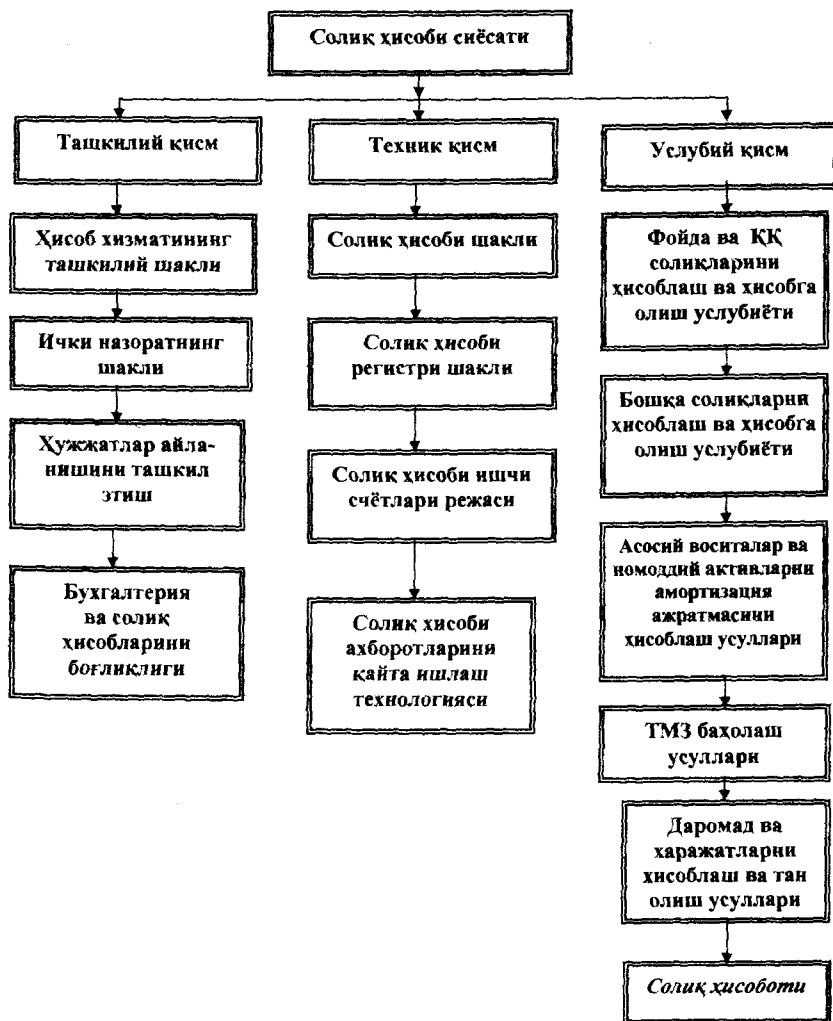 Солиқ ҳисоби сиёсати
Ташкилий қисм
Ҳисоб хизматининг
ташкилий шакли
Ички назоратнинг
шакли
Ҳужжатлар айла-
нишини ташкил
этиш
Бухгалтерия
ва солиқ
ҳисобларини
боғлиқлиги
Техник қисм
Солиқ ҳисоби шакли
Солиқ ҳисоби
регистри шакли
Солиқ ҳисоби ишчи
счётлари режаси
Солиқ ҳисоби
ахборотларини
қайта ишлаш
технологияси
Услубий қисм
Фойда ва ҚҚ
солиқларини
ҳисоблаш ва ҳисобга
олиш услубиёти
Бошқа солиқларни
ҳисоблаш ва ҳисобга
олиш услубиёти
Асосий воситалар ва
номоддий активларни
амортизация
ажратмасини
ҳисоблаш усуллари
ТМЗ баҳолаш
усуллари
Даромад ва
харажатларни
ҳисоблаш ва тан
олиш усуллари
Солиқ ҳисоботи